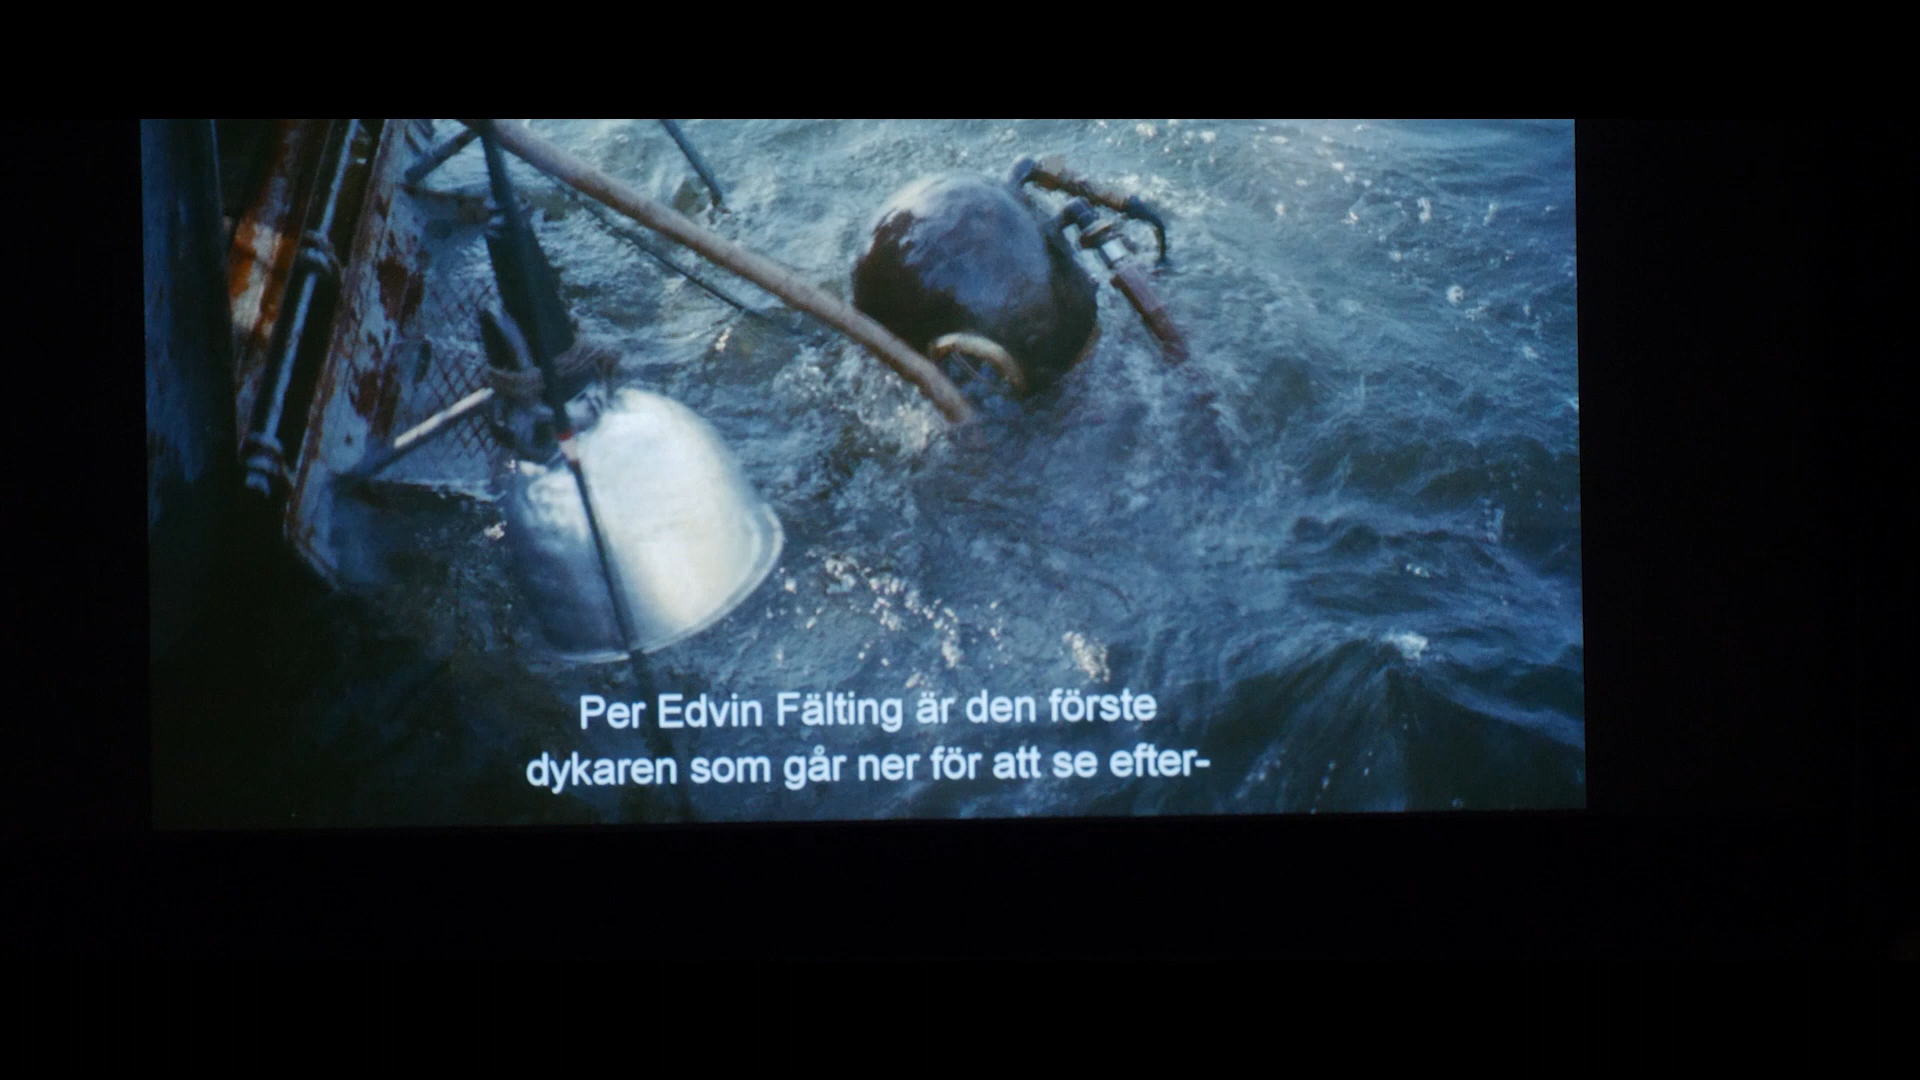 Per Edvin Fälting är den förste
dykaren som går ner för att se efter-